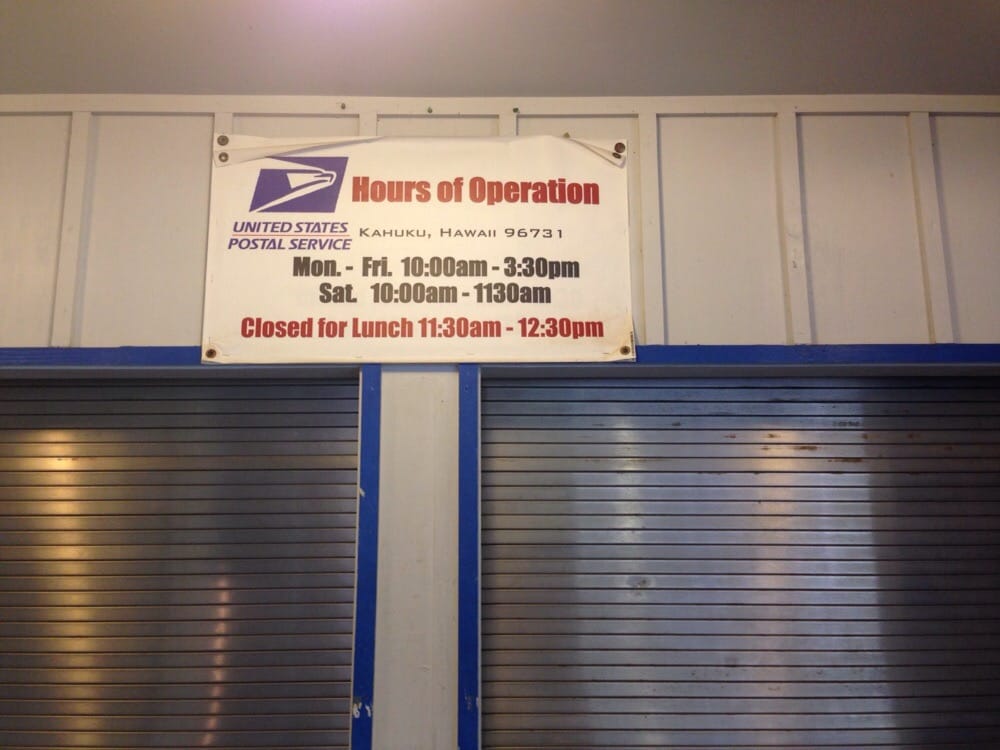 Hours of Operation
UNITED STATES
POSTAL SERVICE
KAHUKU, HAWAII 96731
Mon. - Fri. 10:00am - 3:30pm
Sat. 10:00am - 1130am
Closed for Lunch 11:30am - 12:30pm